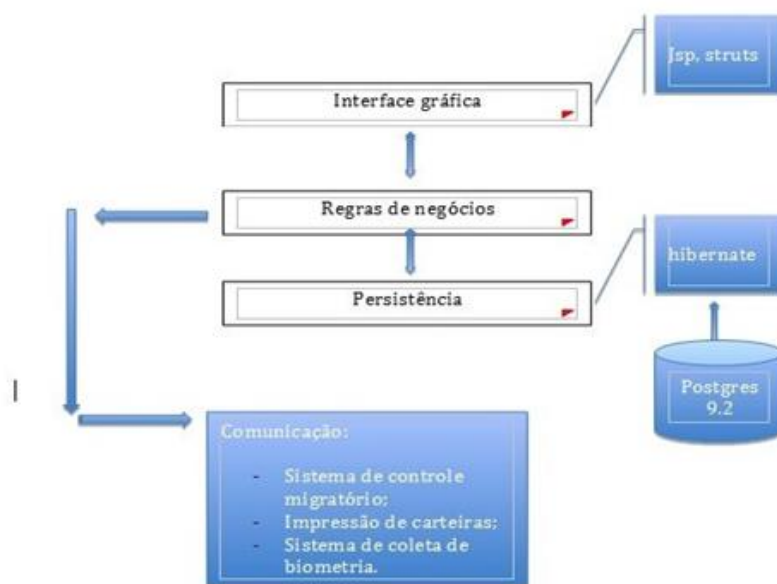 Jsp, struts
Interface gráfica
Regras de negócios
hibernate
Persistência
Postgres
9.2
Comunicação:
- Sistema de controle
migratório;
- Impressão de carteiras;
- Sistema de coleta de
biometria.